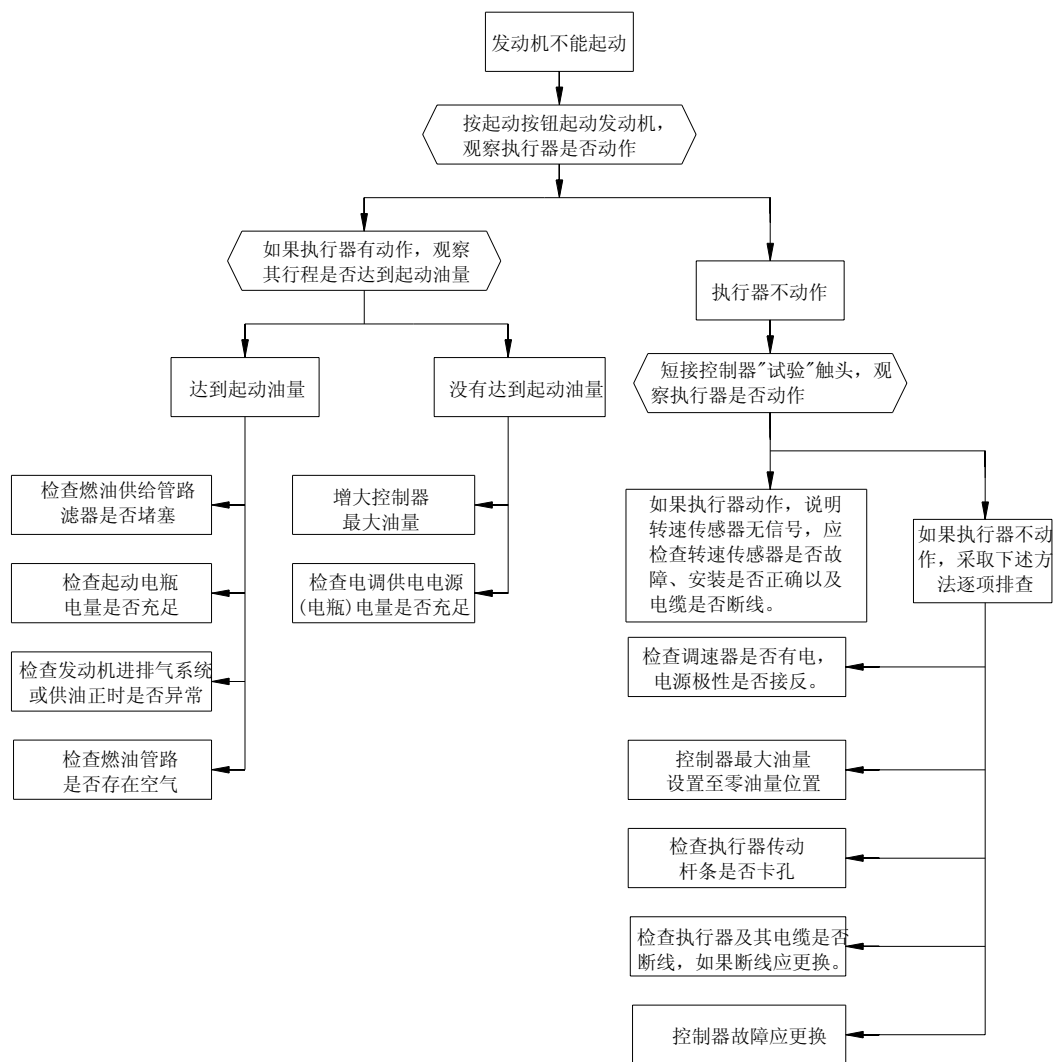 发动机不能起动
按起动按钮起动发动机，
观察执行器是否动作
如果执行器有动作，观察
其行程是否达到起动油量
执行器不动作
达到起动油量
没有达到起动油量
短接控制器"试验"触头，观
察执行器是否动作
检查燃油供给管路
滤器是否堵塞
检查起动电瓶
电量是否充足
检查发动机进排气系统
或供油正时是否异常
检查燃油管路
是否存在空气
增大控制器
最大油量
检查电调供电电源
(电瓶)电量是否充足
如果执行器动作，说明
转速传感器无信号，应
检查转速传感器是否故
障、安装是否正确以及
电缆是否断线。
如果执行器不动
作，采取下述方
法逐项排查
检查调速器是否有电，
电源极性是否接反。
控制器最大油量
设置至零油量位置
检查执行器传动
杆条是否卡孔
检查执行器及其电缆是否
断线，如果断线应更换。
控制器故障应更换